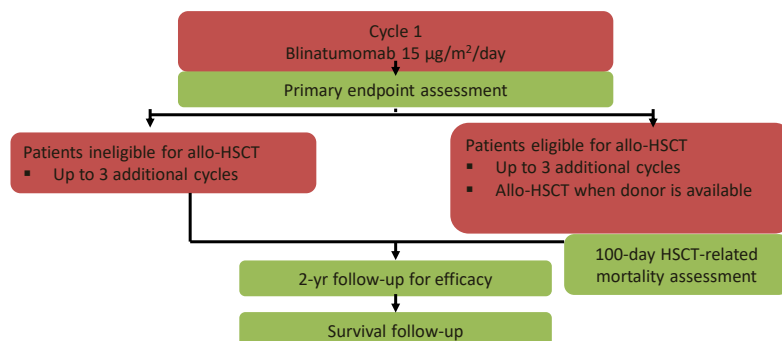 Cycle 1
Blinatumomab 15 µg/m²/day
Primary endpoint assessment
Patients ineligible for allo-HSCT
▪ Up to 3 additional cycles
Patients eligible for allo-HSCT
▪ Up to 3 additional cycles
▪ Allo-HSCT when donor is available
100-day HSCT-related
mortality assessment
2-yr follow-up for efficacy
Survival follow-up